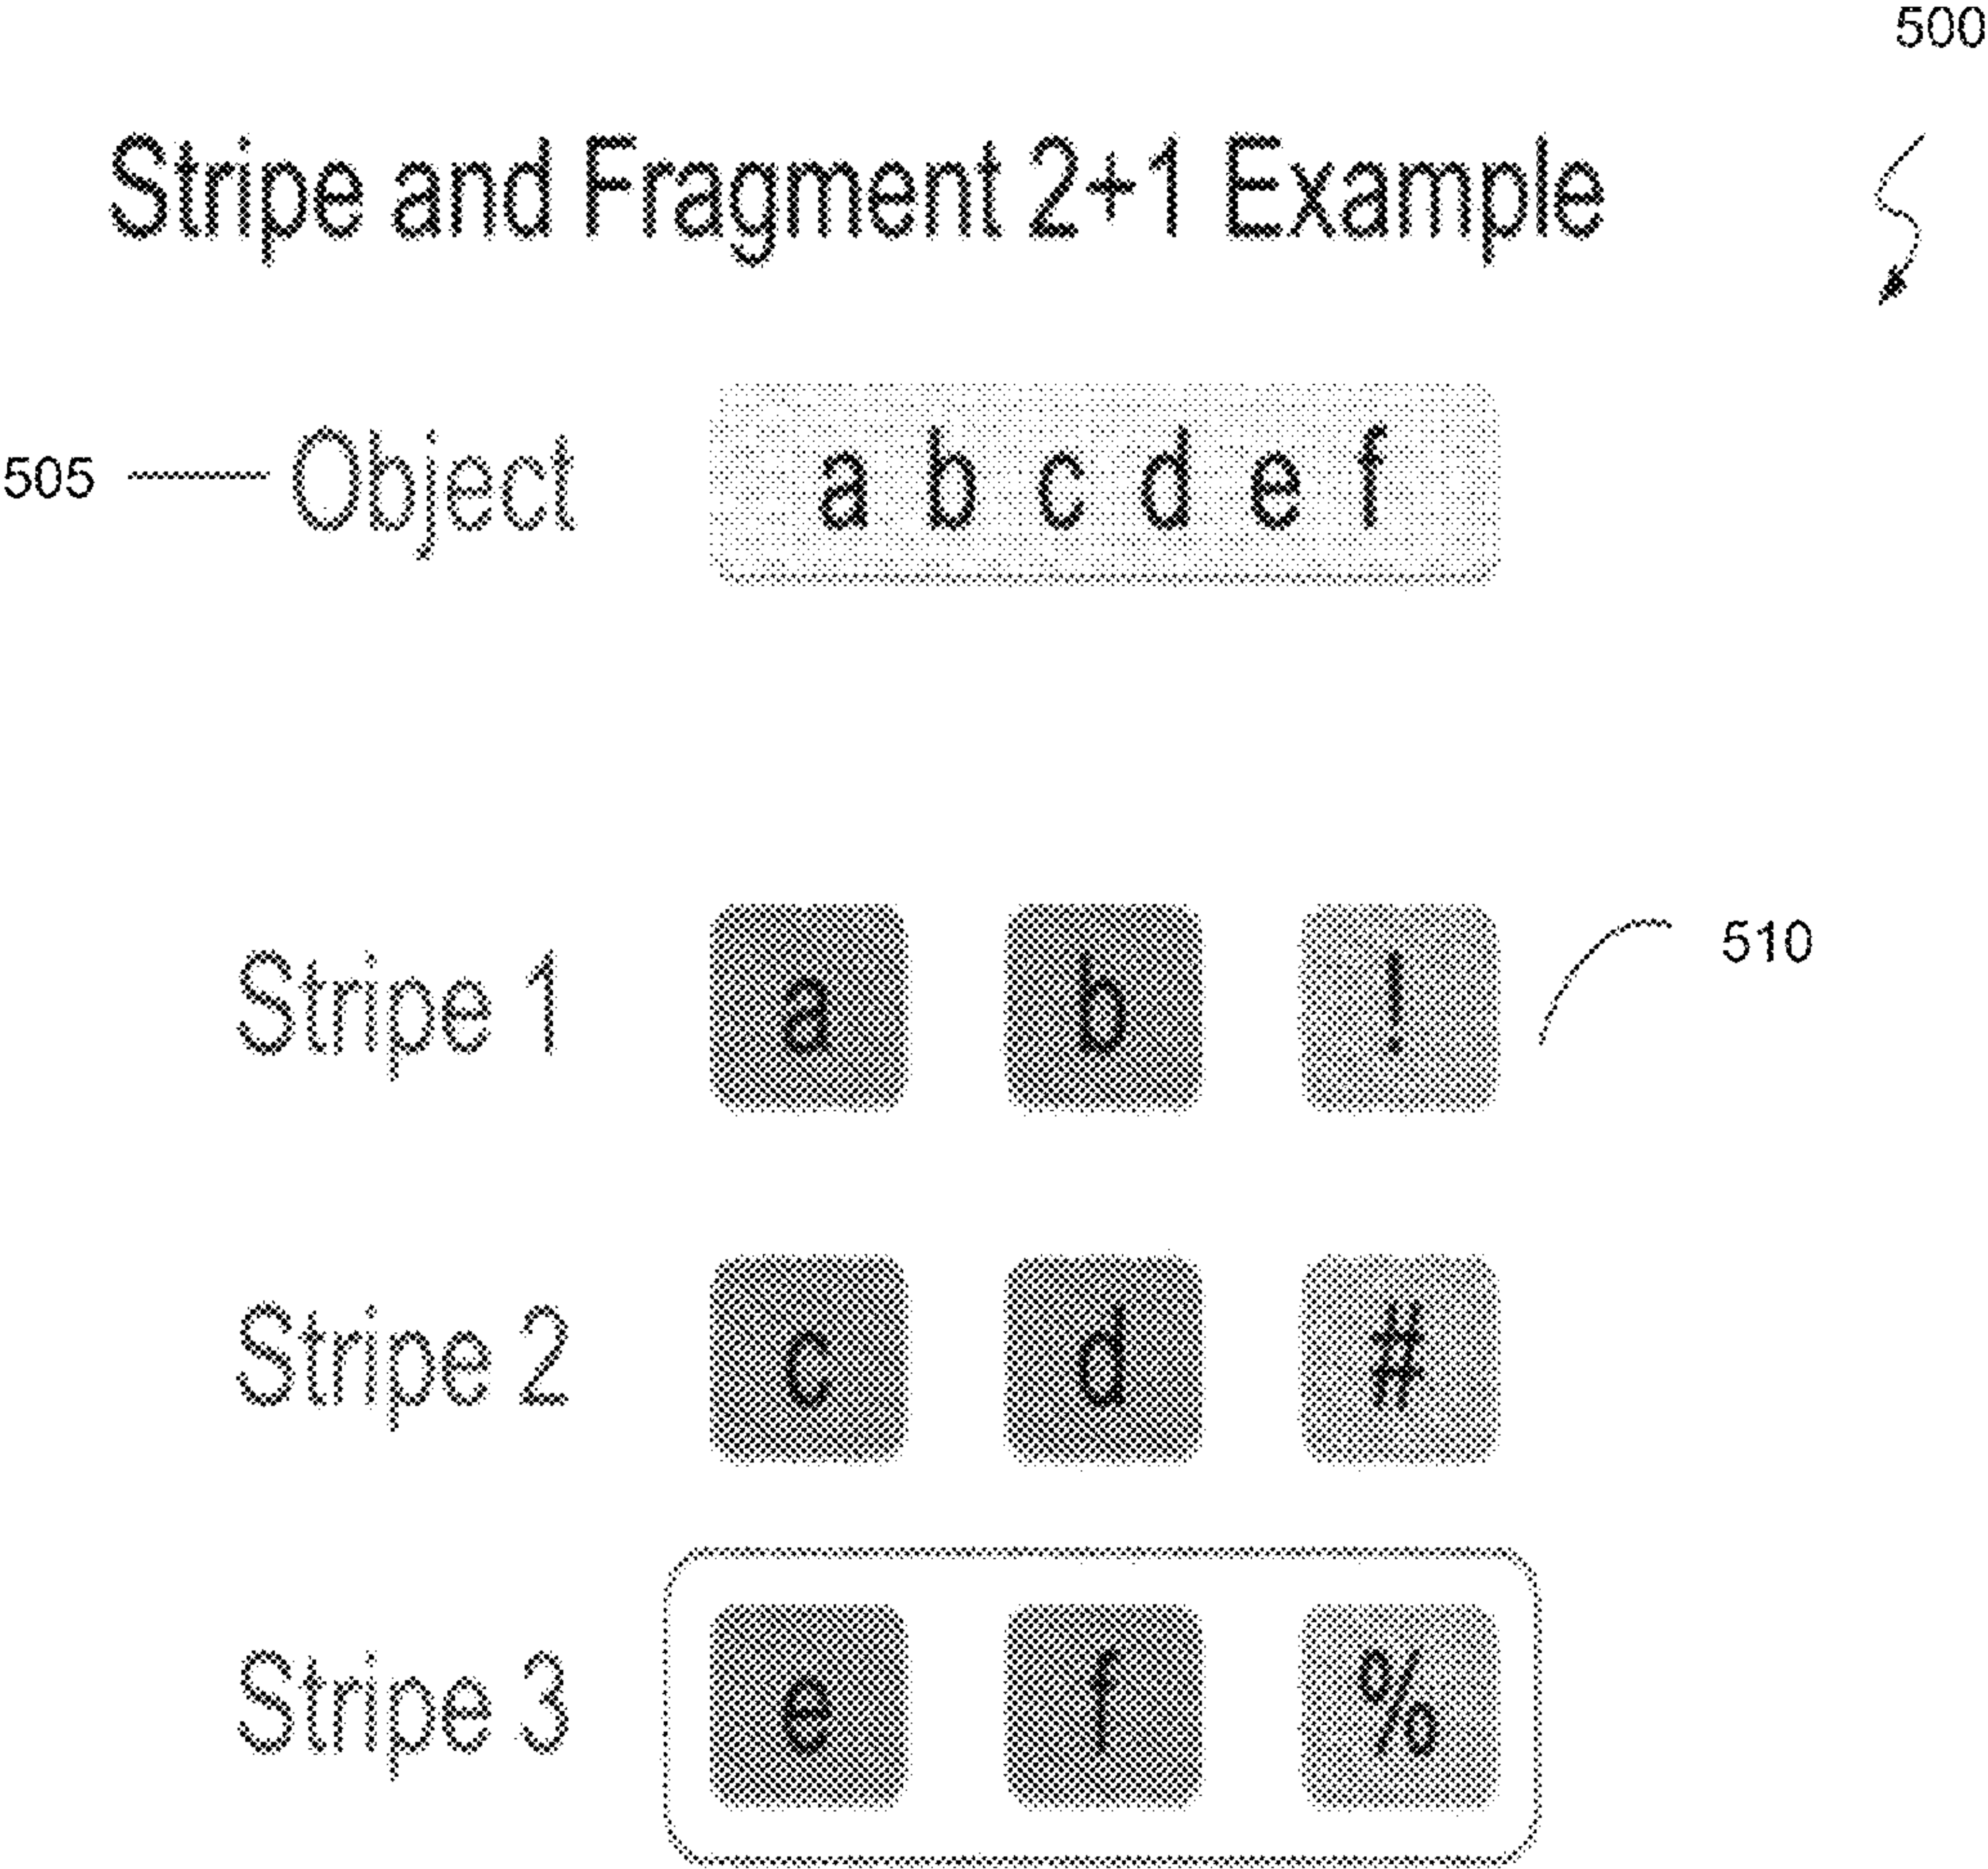 500
Stripe and Fragment 2+1 Example
505 Object a b c d e f
Stripe 1 a b ! 510
Stripe 2 c d #
Stripe 3 e f %